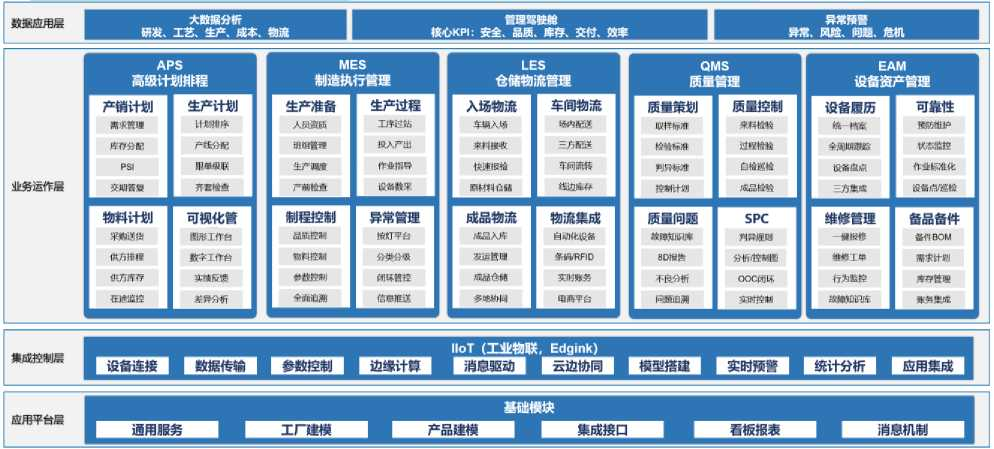 数据应用层
大数据分析
研发、工艺、生产、成本、物流
管理驾驶舱
核心KPI：安全、品质、库存、交付、效率
异常预警
异常、风险、问题、危机
业务运作层
APS
高级计划排程
产销计划
需求管理
库存分配
PSI
交期答复
生产计划
计划排序
产线分配
跟单级联
齐套检查
物料计划
采购送货
供方排程
供方库存
在途监控
可视化管
图形工作台
数字工作台
实绩反馈
差异分析
MES
制造执行管理
生产准备
人员资质
班组管理
生产调度
产前检查
生产过程
工序过站
投入产出
作业指导
设备数采
制程控制
品质控制
物料控制
参数控制
全面追溯
异常管理
按灯平台
分类分级
闭环管控
信息推送
LES
仓储物流管理
入场物流
车辆入场
来料接收
快速报检
原材料仓储
车间物流
场内配送
三方配送
车间流转
线边库存
成品物流
成品入库
发运管理
成品仓储
多地协同
物流集成
自动化设备
条码/RFID
实时账务
电商平台
QMS
质量管理
质量策划
取样标准
检验标准
判异标准
控制计划
质量控制
来料检验
过程检验
自检巡检
成品检验
质量问题
故障知识库
8D报告
不良分析
问题追溯
SPC
判异规则
分析/控制图
OOC闭环
实时控制
EAM
设备资产管理
设备履历
统一档案
全周期跟踪
设备盘点
三方集成
可靠性
预防维护
状态监控
作业标准化
设备点/巡检
维修管理
一键报修
维修工单
行为监控
故障知识库
备品备件
备件BOM
需求计划
库存管理
账务集成
集成控制层
IIoT（工业物联，Edgink）
设备连接
数据传输
参数控制
边缘计算
消息驱动
云边协同
模型搭建
实时预警
统计分析
应用集成
应用平台层
基础模块
通用服务
工厂建模
产品建模
集成接口
看板报表
消息机制